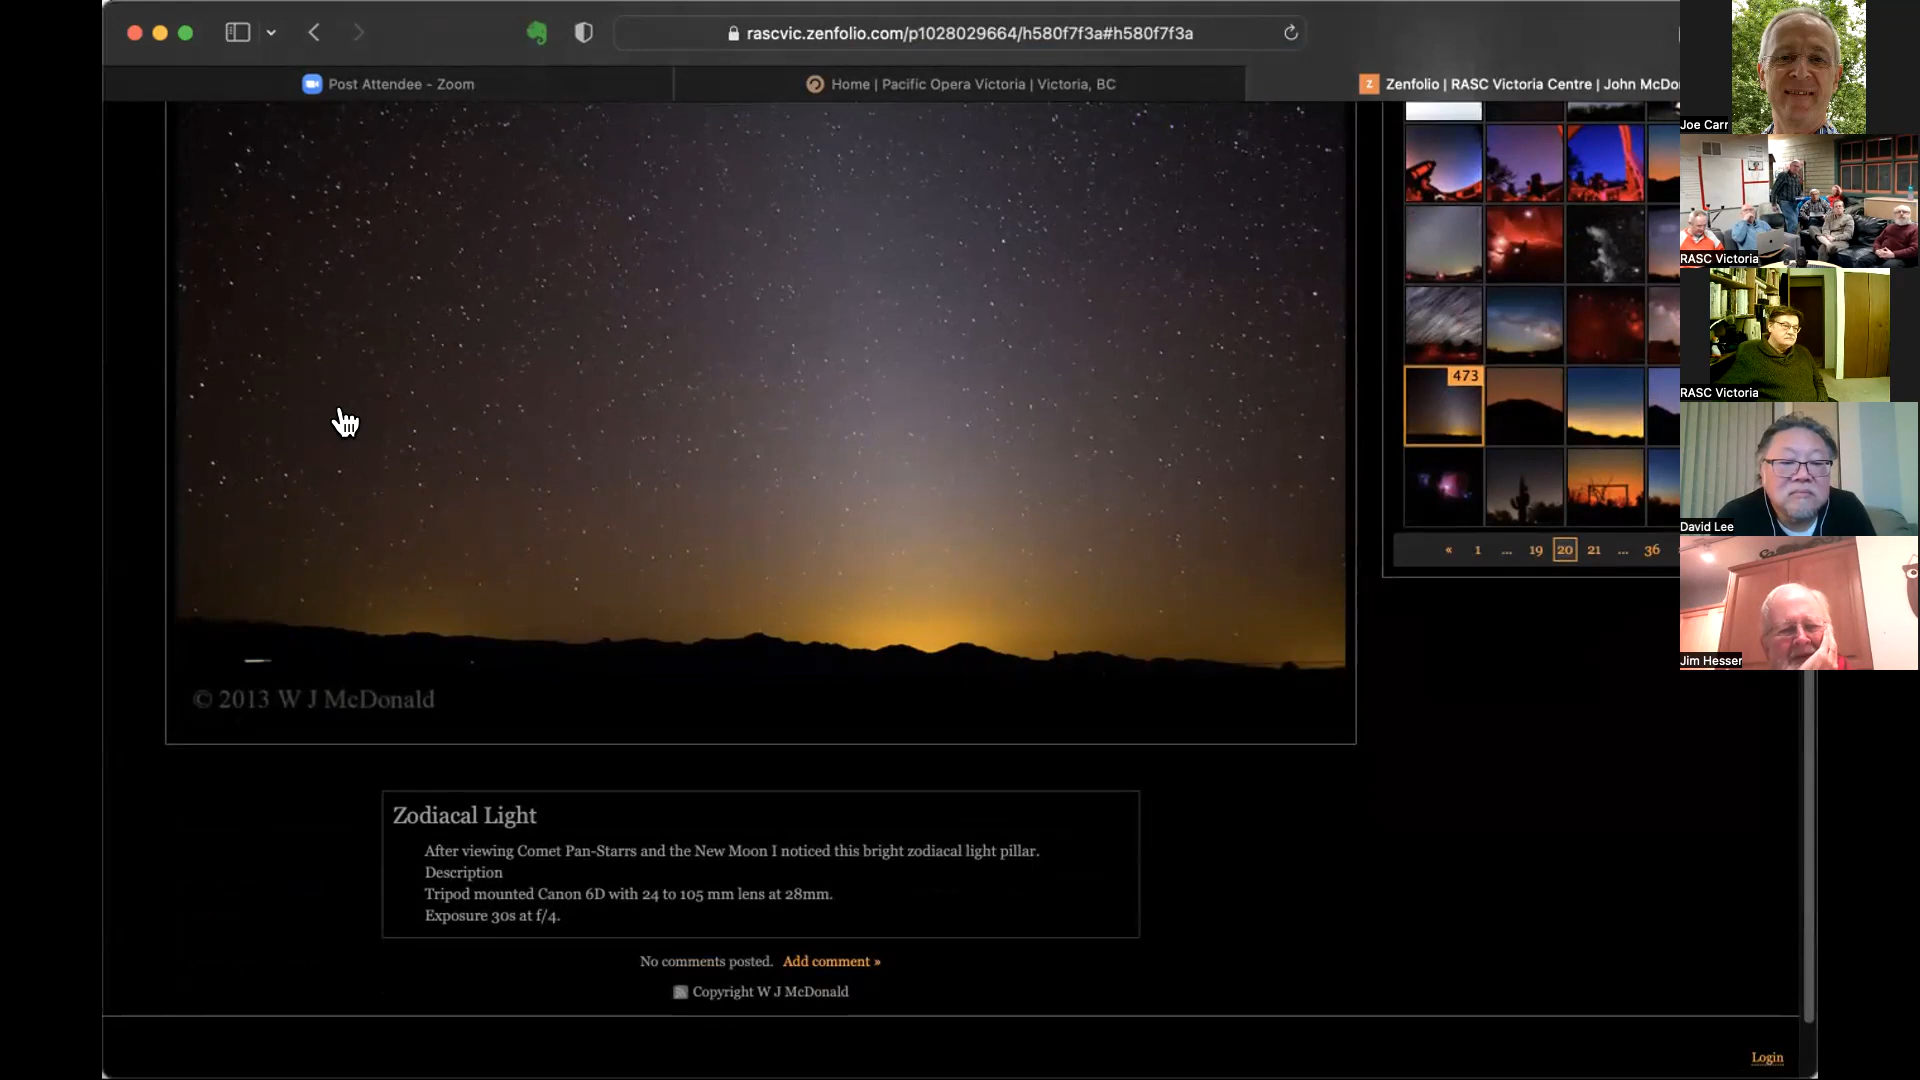 rascvic.zenfolio.com/p1028029664/h580f7f3a#h580f7f3a
Post Attendee - Zoom
Home | Pacific Opera Victoria | Victoria, BC
Z Zenfolio | RASC Victoria Centre | John McDo
473
« 1 ... 19 20 21 ... 36
© 2013 W J McDonald
Zodiacal Light
After viewing Comet Pan-Starrs and the New Moon I noticed this bright zodiacal light pillar.
Description
Tripod mounted Canon 6D with 24 to 105 mm lens at 28mm.
Exposure 30s at f/4.
No comments posted. Add comment »
Copyright W J McDonald
Login
Joe Carr
RASC Victoria
RASC Victoria
David Lee
Jim Hesser